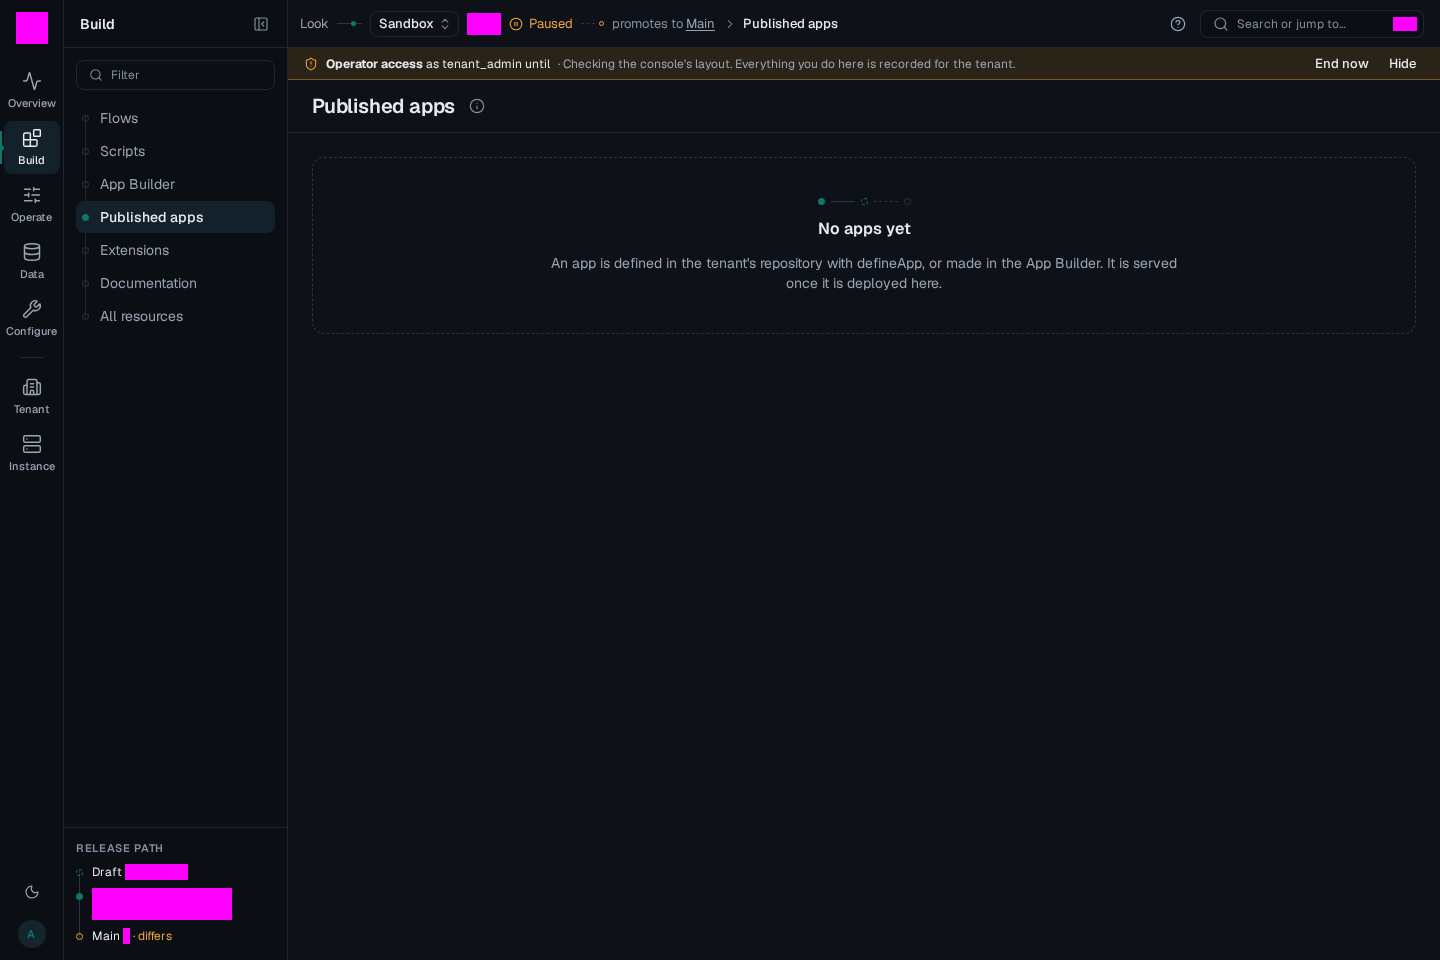 Build
Look
Sandbox
Paused
promotes to Main
Published apps
Search or jump to...
Operator access as tenant_admin until · Checking the console's layout. Everything you do here is recorded for the tenant.
End now
Hide
Overview
Build
Operate
Data
Configure
Tenant
Instance
A
Filter
Flows
Scripts
App Builder
Published apps
Extensions
Documentation
All resources
RELEASE PATH
Draft
Main · differs
Published apps
No apps yet
An app is defined in the tenant's repository with defineApp, or made in the App Builder. It is served
once it is deployed here.